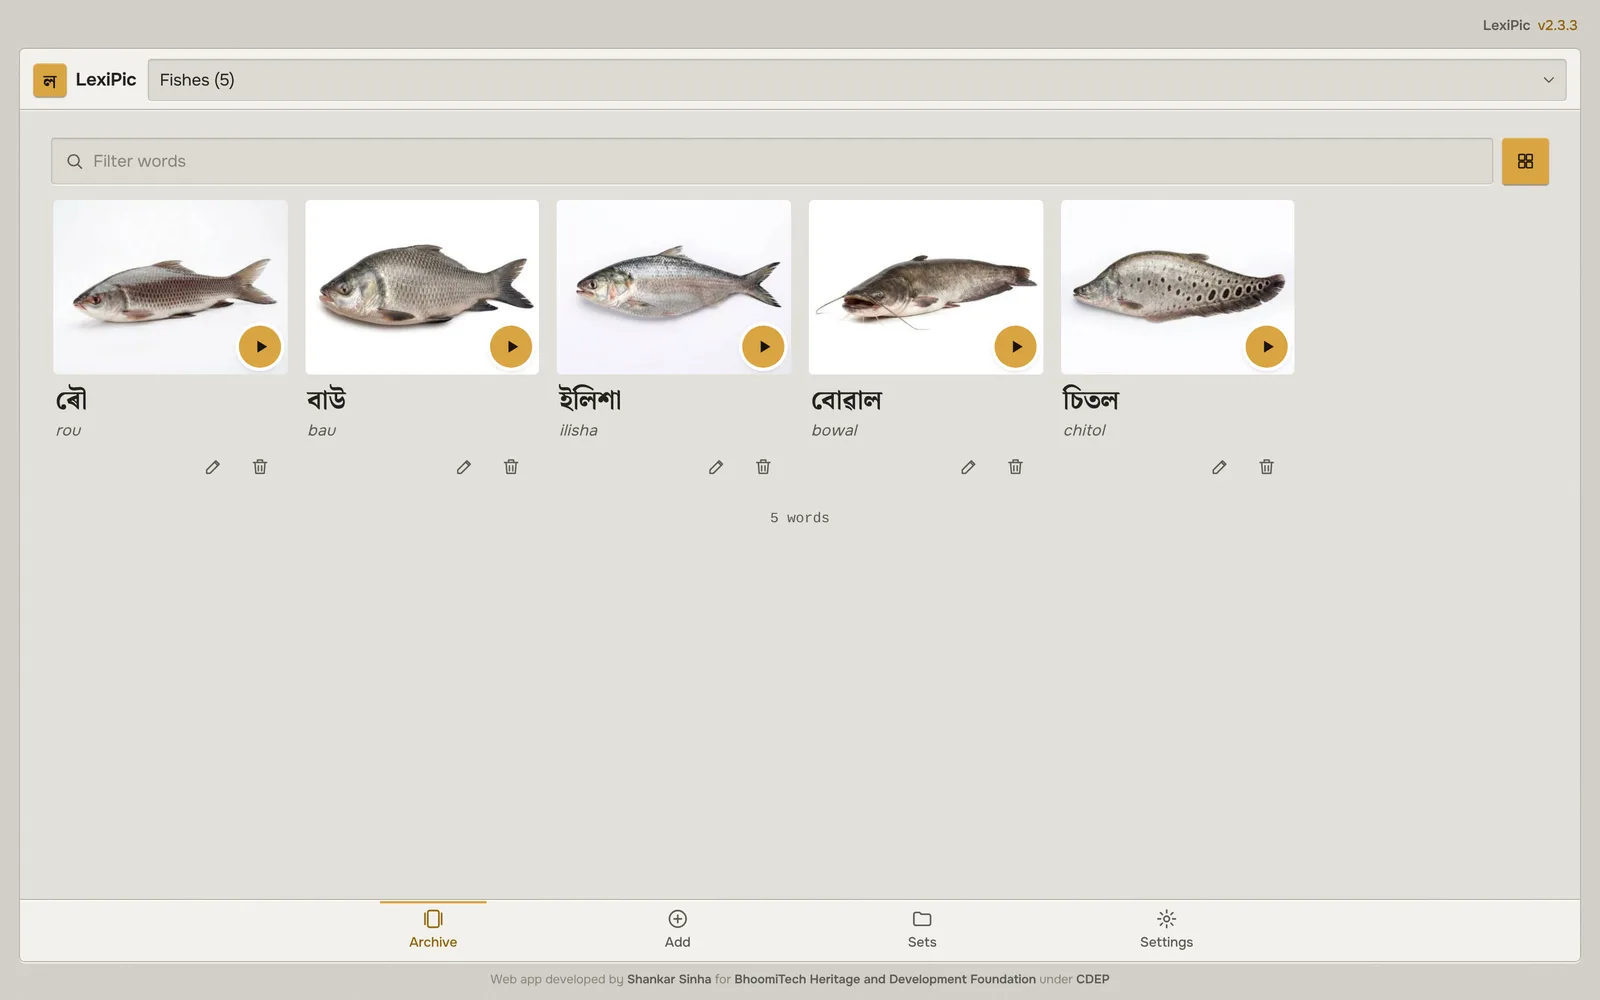 LexiPic v2.3.3
ল LexiPic Fishes (5)
Filter words
ৰৌ
rou
বাউ
bau
ইলিশা
ilisha
বোৱাল
bowal
চিতল
chitol
5 words
Archive
Add
Sets
Settings
Web app developed by Shankar Sinha for BhoomiTech Heritage and Development Foundation under CDEP